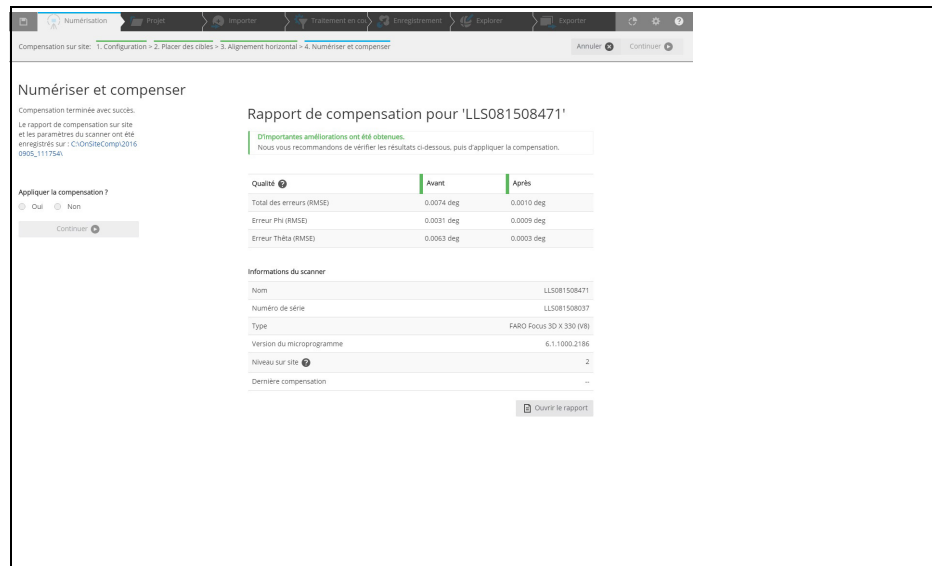 Numérisation
Projet
Importer
Traitement en cou
Enregistrement
Explorer
Exporter
Compensation sur site: 1. Configuration > 2. Placer des cibles > 3. Alignement horizontal > 4. Numériser et compenser
Annuler
Continuer
Numériser et compenser
Compensation terminée avec succès.
Le rapport de compensation sur site
et les paramètres du scanner ont été
enregistrés sur : C:\OnSiteComp\2016
0905_111754\
Appliquer la compensation ?
Oui Non
Continuer
Rapport de compensation pour 'LLS081508471'
D'importantes améliorations ont été obtenues.
Nous vous recommandons de vérifier les résultats ci-dessous, puis d'appliquer la compensation.
Qualité ? Avant Après
Total des erreurs (RMSE) 0.0074 deg 0.0010 deg
Erreur Phi (RMSE) 0.0031 deg 0.0009 deg
Erreur Thêta (RMSE) 0.0063 deg 0.0003 deg
Informations du scanner
Nom LLS081508471
Numéro de série LLS081508037
Type FARO Focus 3D X 330 (V8)
Version du microprogramme 6.1.1000.2186
Niveau sur site ? 2
Dernière compensation --
Ouvrir le rapport